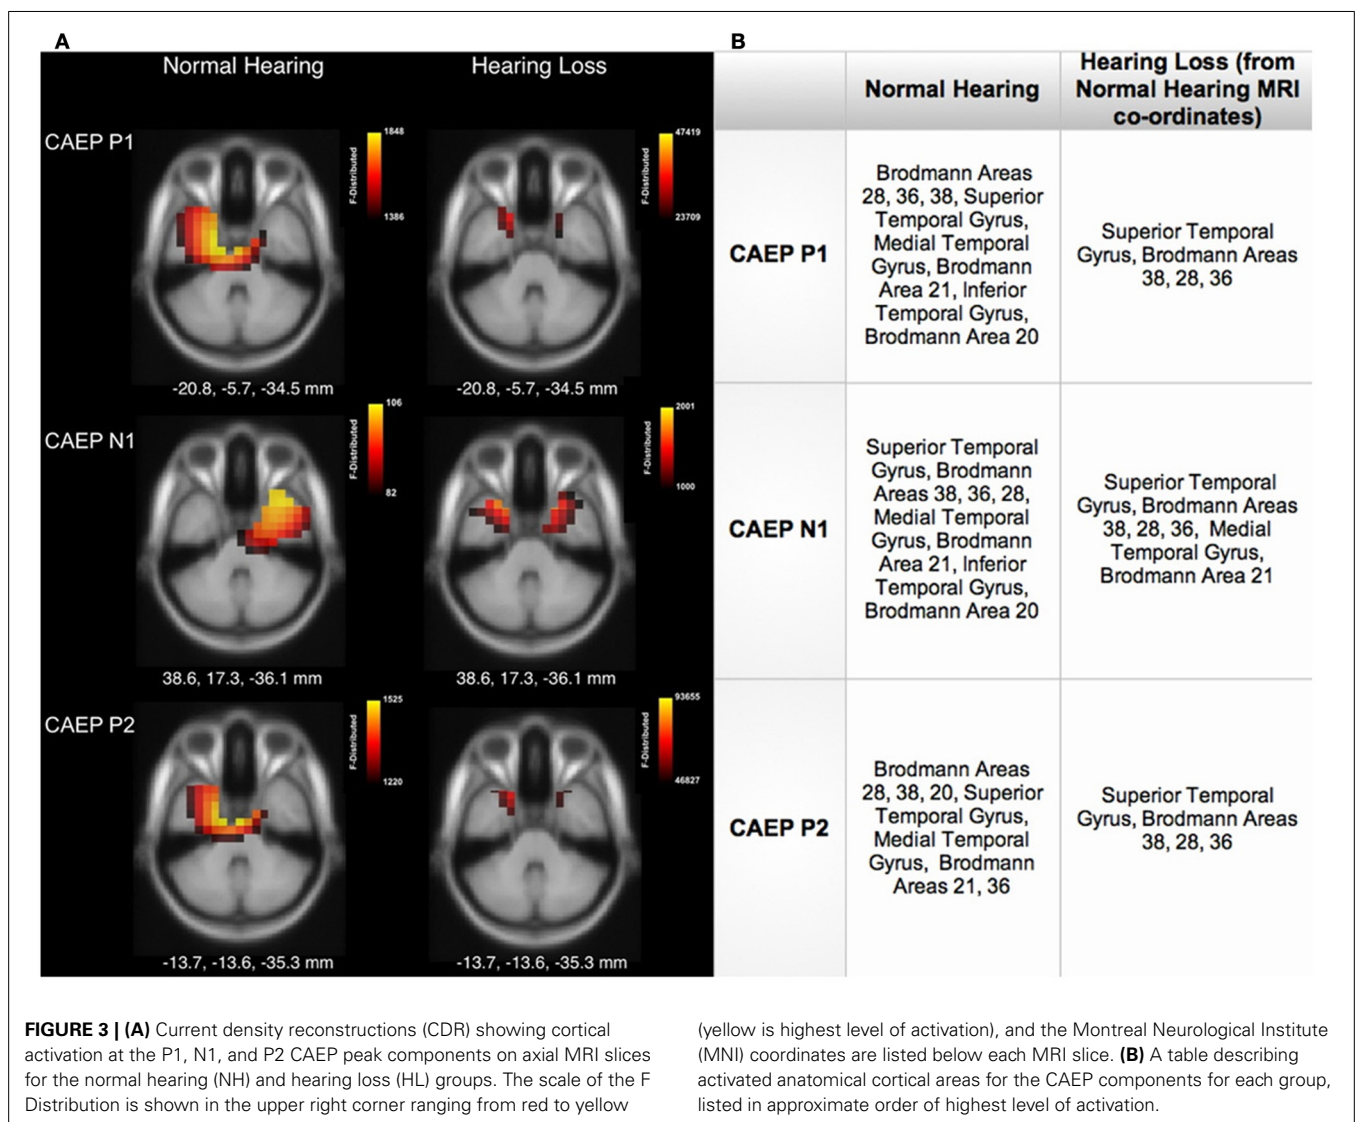 A
Normal Hearing
Hearing Loss
CAEP P1
F-Distributed
1848
1386
F-Distributed
47419
23709
-20.8, -5.7, -34.5 mm
-20.8, -5.7, -34.5 mm
CAEP N1
F-Distributed
106
82
F-Distributed
2001
1000
38.6, 17.3, -36.1 mm
38.6, 17.3, -36.1 mm
CAEP P2
F-Distributed
1525
1220
F-Distributed
93655
46827
-13.7, -13.6, -35.3 mm
-13.7, -13.6, -35.3 mm
B
Normal Hearing
Hearing Loss (from
Normal Hearing MRI
co-ordinates)
CAEP P1
Brodmann Areas
28, 36, 38, Superior
Temporal Gyrus,
Medial Temporal
Gyrus, Brodmann
Area 21, Inferior
Temporal Gyrus,
Brodmann Area 20
Superior Temporal
Gyrus, Brodmann Areas
38, 28, 36
CAEP N1
Superior Temporal
Gyrus, Brodmann
Areas 38, 36, 28,
Medial Temporal
Gyrus, Brodmann
Area 21, Inferior
Temporal Gyrus,
Brodmann Area 20
Superior Temporal
Gyrus, Brodmann Areas
38, 28, 36, Medial
Temporal Gyrus,
Brodmann Area 21
CAEP P2
Brodmann Areas
28, 38, 20, Superior
Temporal Gyrus,
Medial Temporal
Gyrus, Brodmann
Areas 21, 36
Superior Temporal
Gyrus, Brodmann Areas
38, 28, 36
FIGURE 3 | (A) Current density reconstructions (CDR) showing cortical
activation at the P1, N1, and P2 CAEP peak components on axial MRI slices
for the normal hearing (NH) and hearing loss (HL) groups. The scale of the F
Distribution is shown in the upper right corner ranging from red to yellow
(yellow is highest level of activation), and the Montreal Neurological Institute
(MNI) coordinates are listed below each MRI slice. (B) A table describing
activated anatomical cortical areas for the CAEP components for each group,
listed in approximate order of highest level of activation.